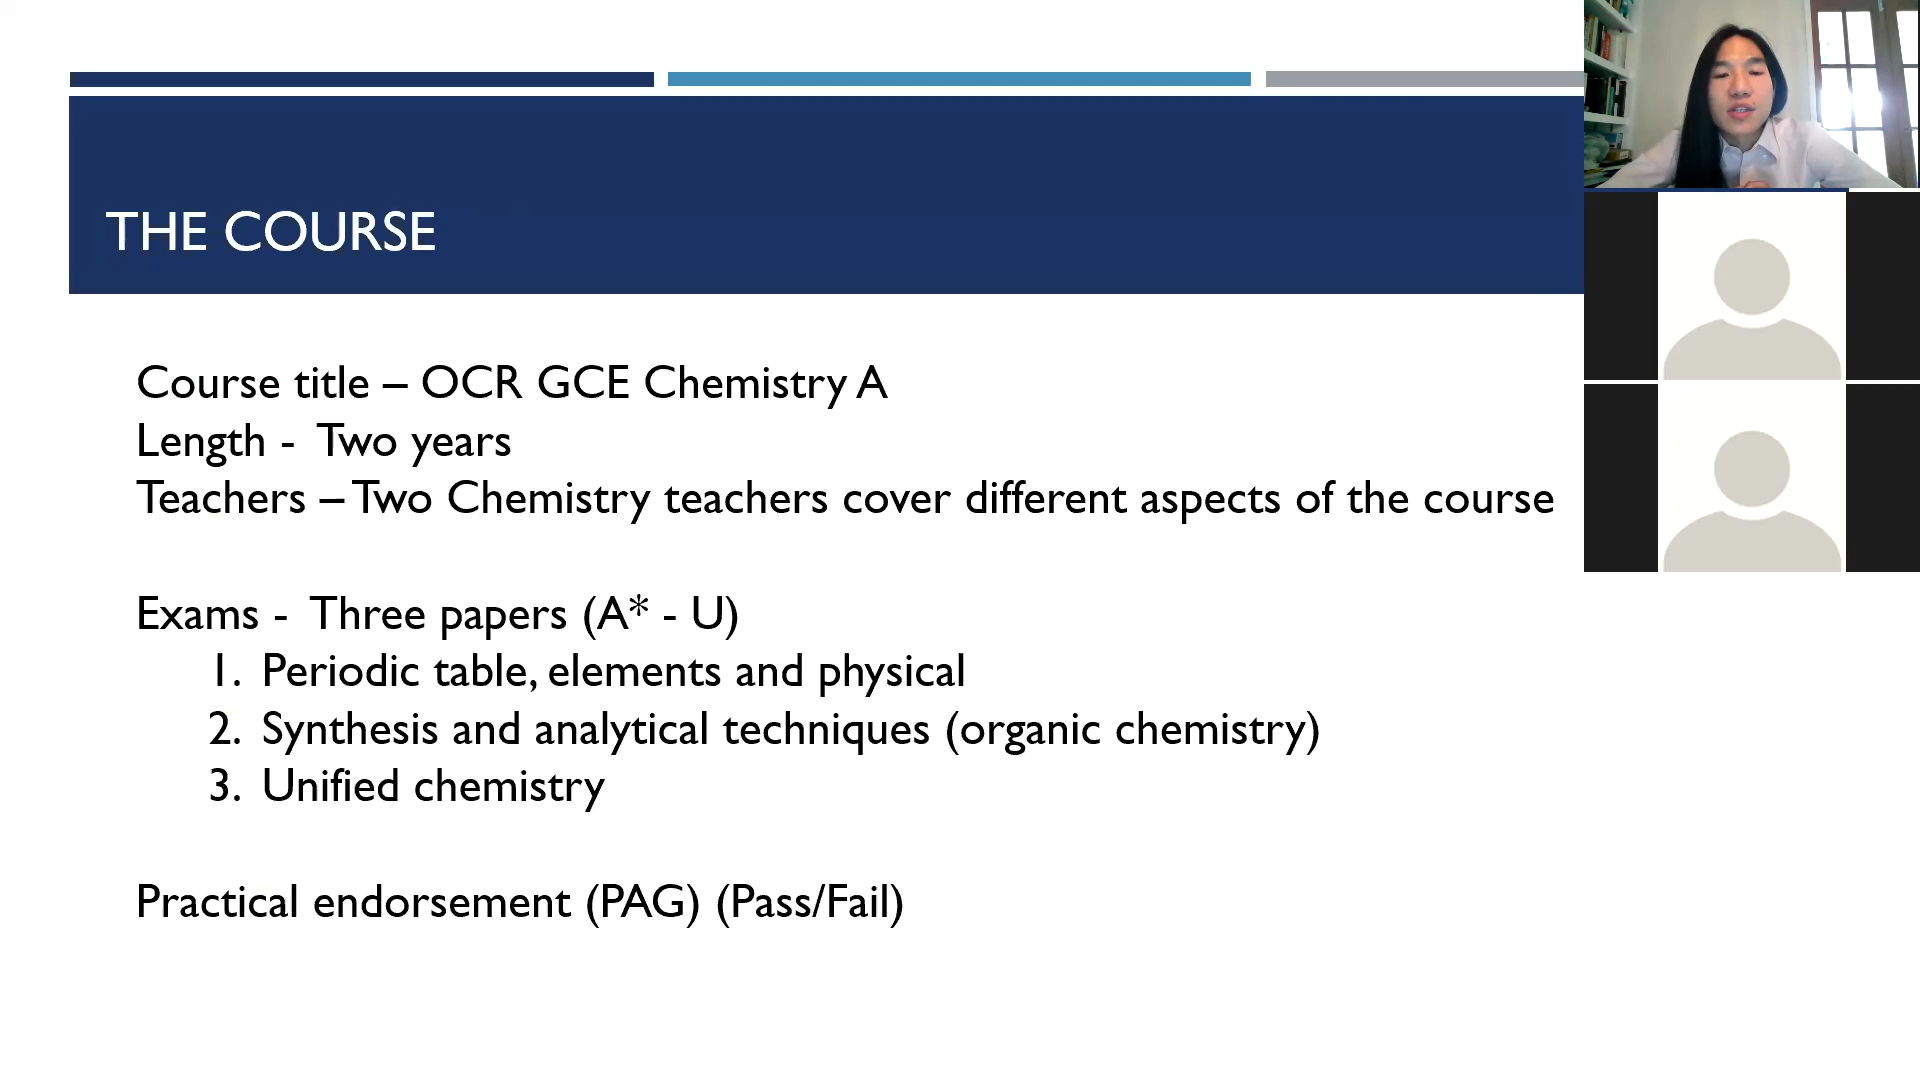 THE COURSE
Course title – OCR GCE Chemistry A
Length - Two years
Teachers – Two Chemistry teachers cover different aspects of the course
Exams - Three papers (A* - U)
1. Periodic table, elements and physical
2. Synthesis and analytical techniques (organic chemistry)
3. Unified chemistry
Practical endorsement (PAG) (Pass/Fail)